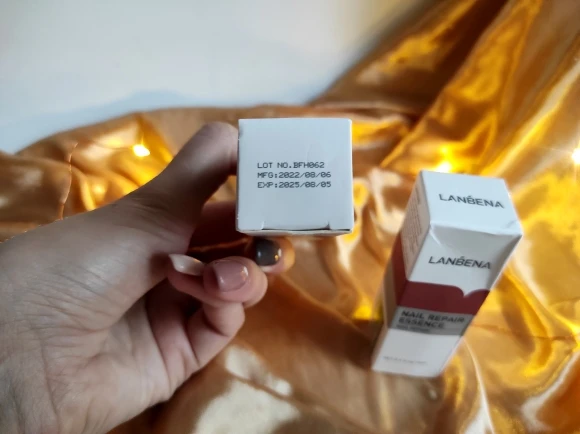 LOT NO.BFH062
MFG:2022/08/06
EXP:2025/08/05
LANBENA
LANBENA
NAIL REPAIR
ESSENCE